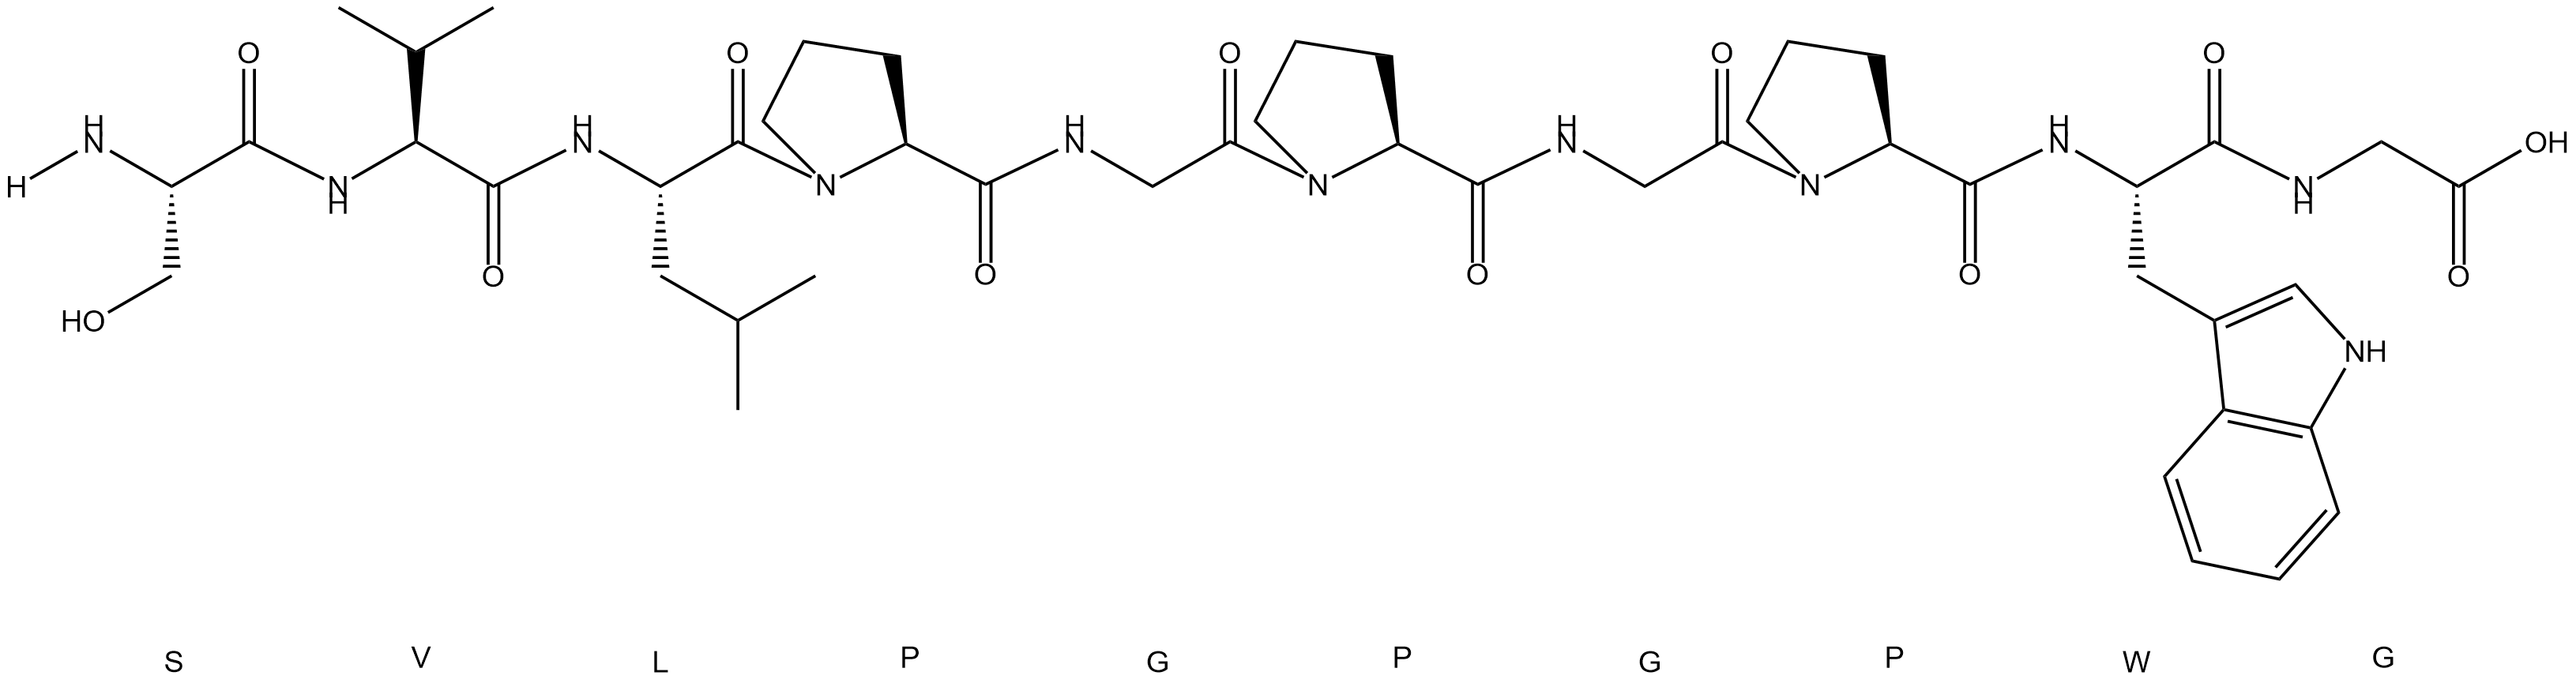 O O O O O
H H H H H
N N N N N OH
H N N N N N
H H
O O O O O
HO
NH
S V L P G P G P W G